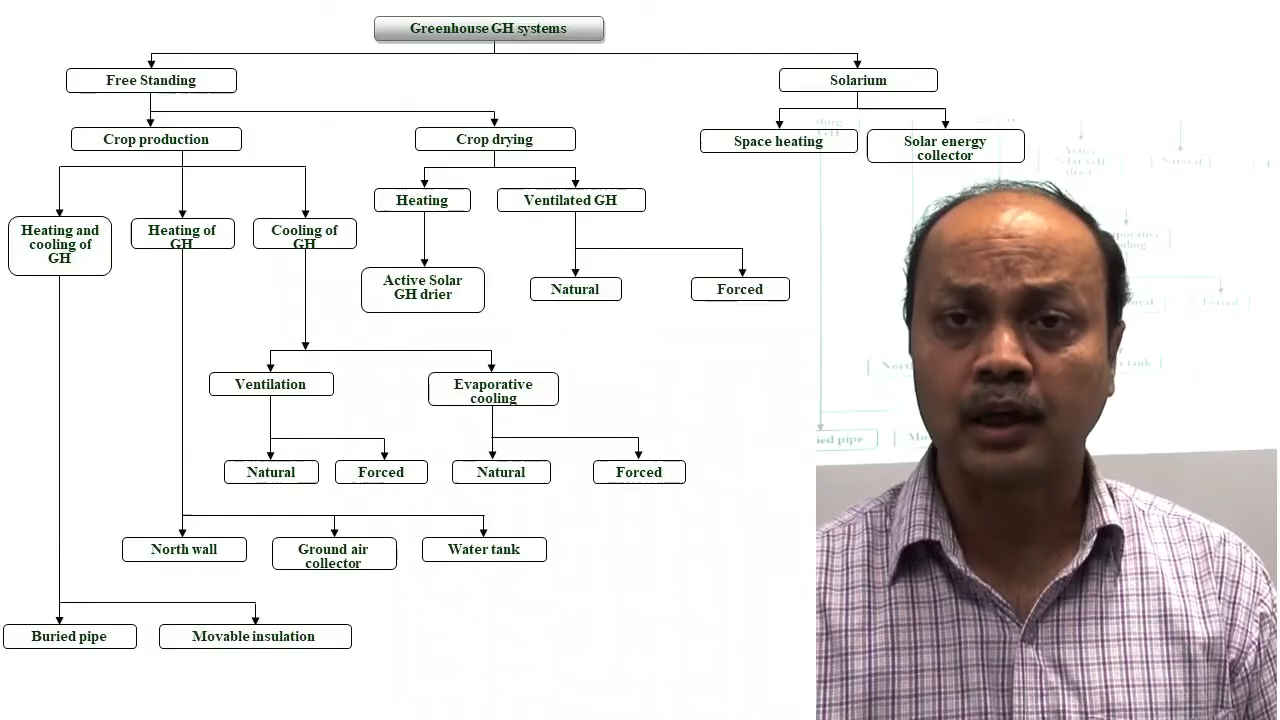 Greenhouse GH systems
Free Standing
Solarium
Crop production
Crop drying
Space heating
Solar energy
collector
Heating
Ventilated GH
Heating and
cooling of
GH
Heating of
GH
Cooling of
GH
Active Solar
GH drier
Natural
Forced
Ventilation
Evaporative
cooling
Natural
Forced
Natural
Forced
North wall
Ground air
collector
Water tank
Buried pipe
Movable insulation